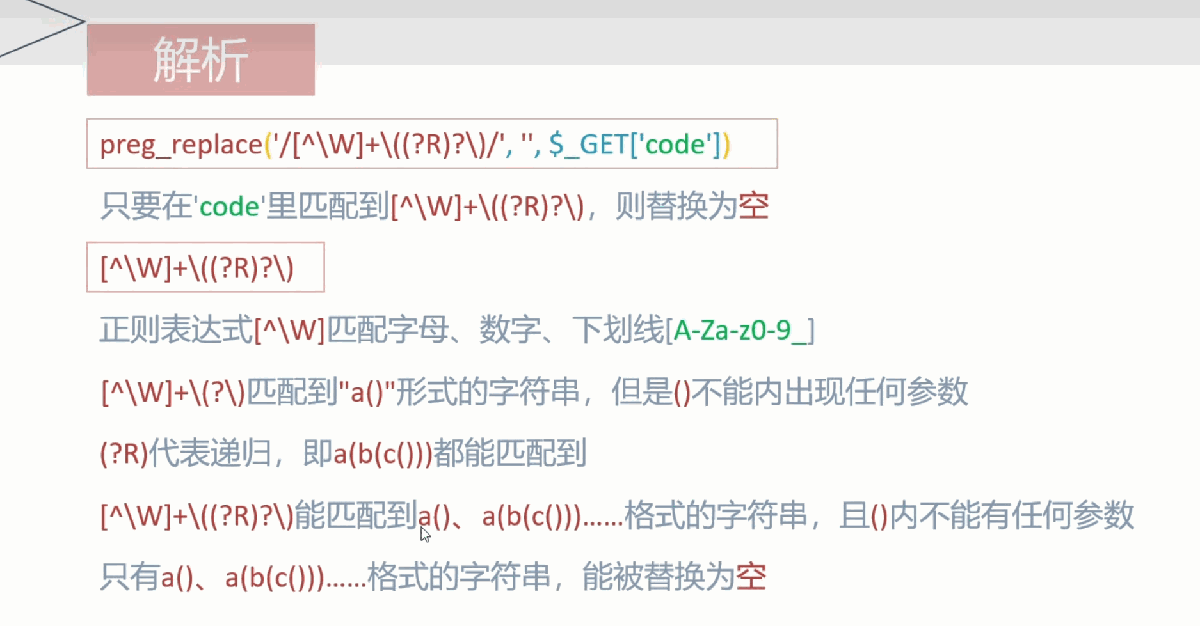 解析
preg_replace('/[^\W]+\((?R)?\)/', '', $_GET['code'])
只要在'code'里匹配到[^\W]+\((?R)?\)，则替换为空
[^\W]+\((?R)?\)
正则表达式[^\W]匹配字母、数字、下划线[A-Za-z0-9_]
[^\W]+\(?\)匹配到"a()"形式的字符串，但是()不能内出现任何参数
(?R)代表递归，即a(b(c()))都能匹配到
[^\W]+\((?R)?\)能匹配到a()、a(b(c()))……格式的字符串，且()内不能有任何参数
只有a()、a(b(c()))……格式的字符串，能被替换为空